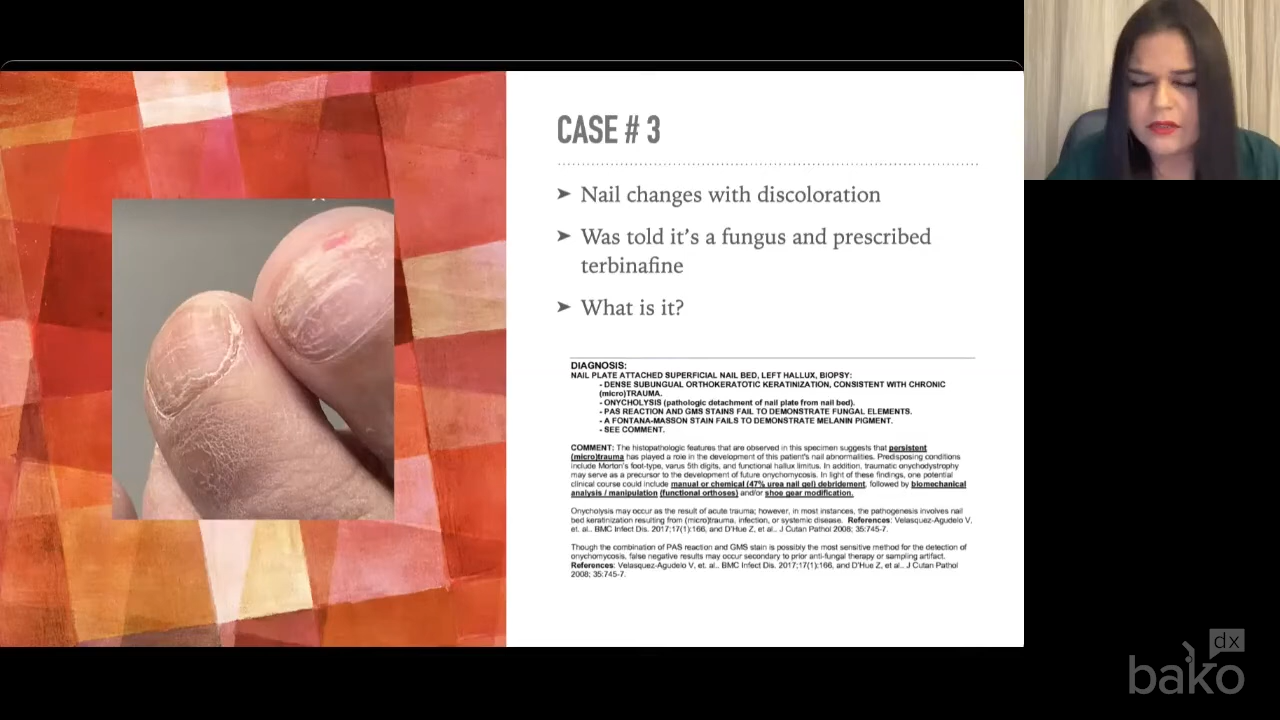 CASE # 3
➤ Nail changes with discoloration
➤ Was told it's a fungus and prescribed
terbinafine
➤ What is it?
DIAGNOSIS:
NAIL PLATE ATTACHED SUPERFICIAL NAIL BED, LEFT HALLUX, BIOPSY:
- DENSE SUBUNGUAL ORTHOKERATOTIC KERATINIZATION, CONSISTENT WITH CHRONIC
(micro)TRAUMA.
- ONYCHOLYSIS (pathologic detachment of nail plate from nail bed).
- PAS REACTION AND GMS STAINS FAIL TO DEMONSTRATE FUNGAL ELEMENTS.
- A FONTANA-MASSON STAIN FAILS TO DEMONSTRATE MELANIN PIGMENT.
- SEE COMMENT.
COMMENT: The histopathologic features that are observed in this specimen suggests that persistent
(micro)trauma has played a role in the development of this patient's nail abnormalities. Predisposing conditions
include Morton's foot-type, varus 5th digits, and functional hallux limitus. In addition, traumatic onychodystrophy
may serve as a precursor to the development of future onychomycosis. In light of these findings, one potential
clinical course could include manual or chemical (47% urea nail gel) debridement, followed by biomechanical
analysis / manipulation (functional orthoses) and/or shoe gear modification.
Onycholysis may occur as the result of acute trauma; however, in most instances, the pathogenesis involves nail
bed keratinization resulting from (micro)trauma, infection, or systemic disease. References: Velasquez-Agudelo V,
et. al.. BMC Infect Dis. 2017;17(1):166, and D'Hue Z, et al.. J Cutan Pathol 2008; 35:745-7.
Though the combination of PAS reaction and GMS stain is possibly the most sensitive method for the detection of
onychomycosis, false negative results may occur secondary to prior anti-fungal therapy or sampling artifact.
References: Velasquez-Agudelo V, et. al.. BMC Infect Dis. 2017;17(1):166, and D'Hue Z, et al.. J Cutan Pathol
2008; 35:745-7.
dx
bako